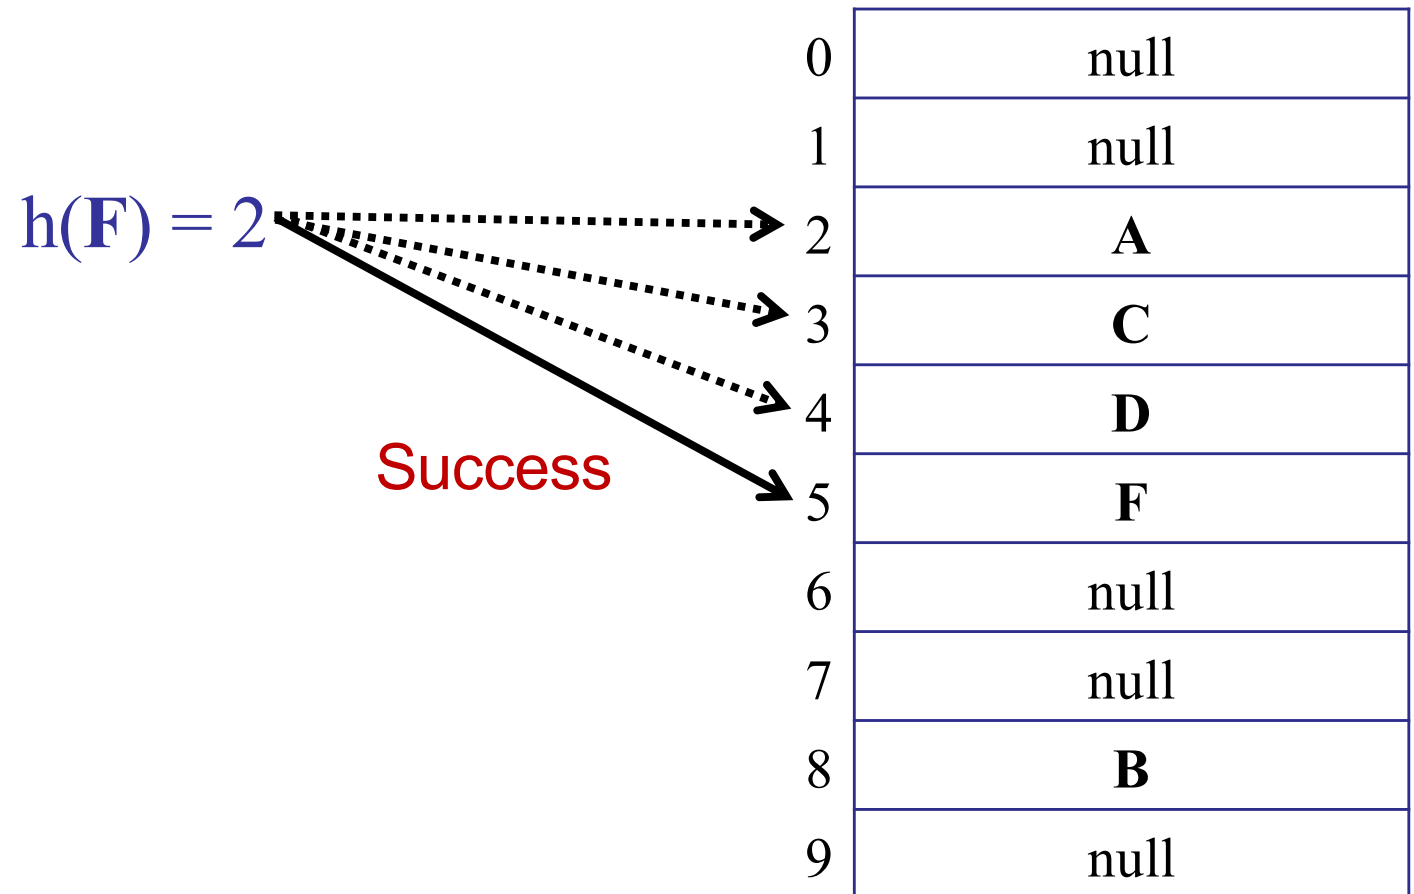 0 null
1 null
h(F) = 2
2 A
3 C
4 D
Success
5 F
6 null
7 null
8 B
9 null